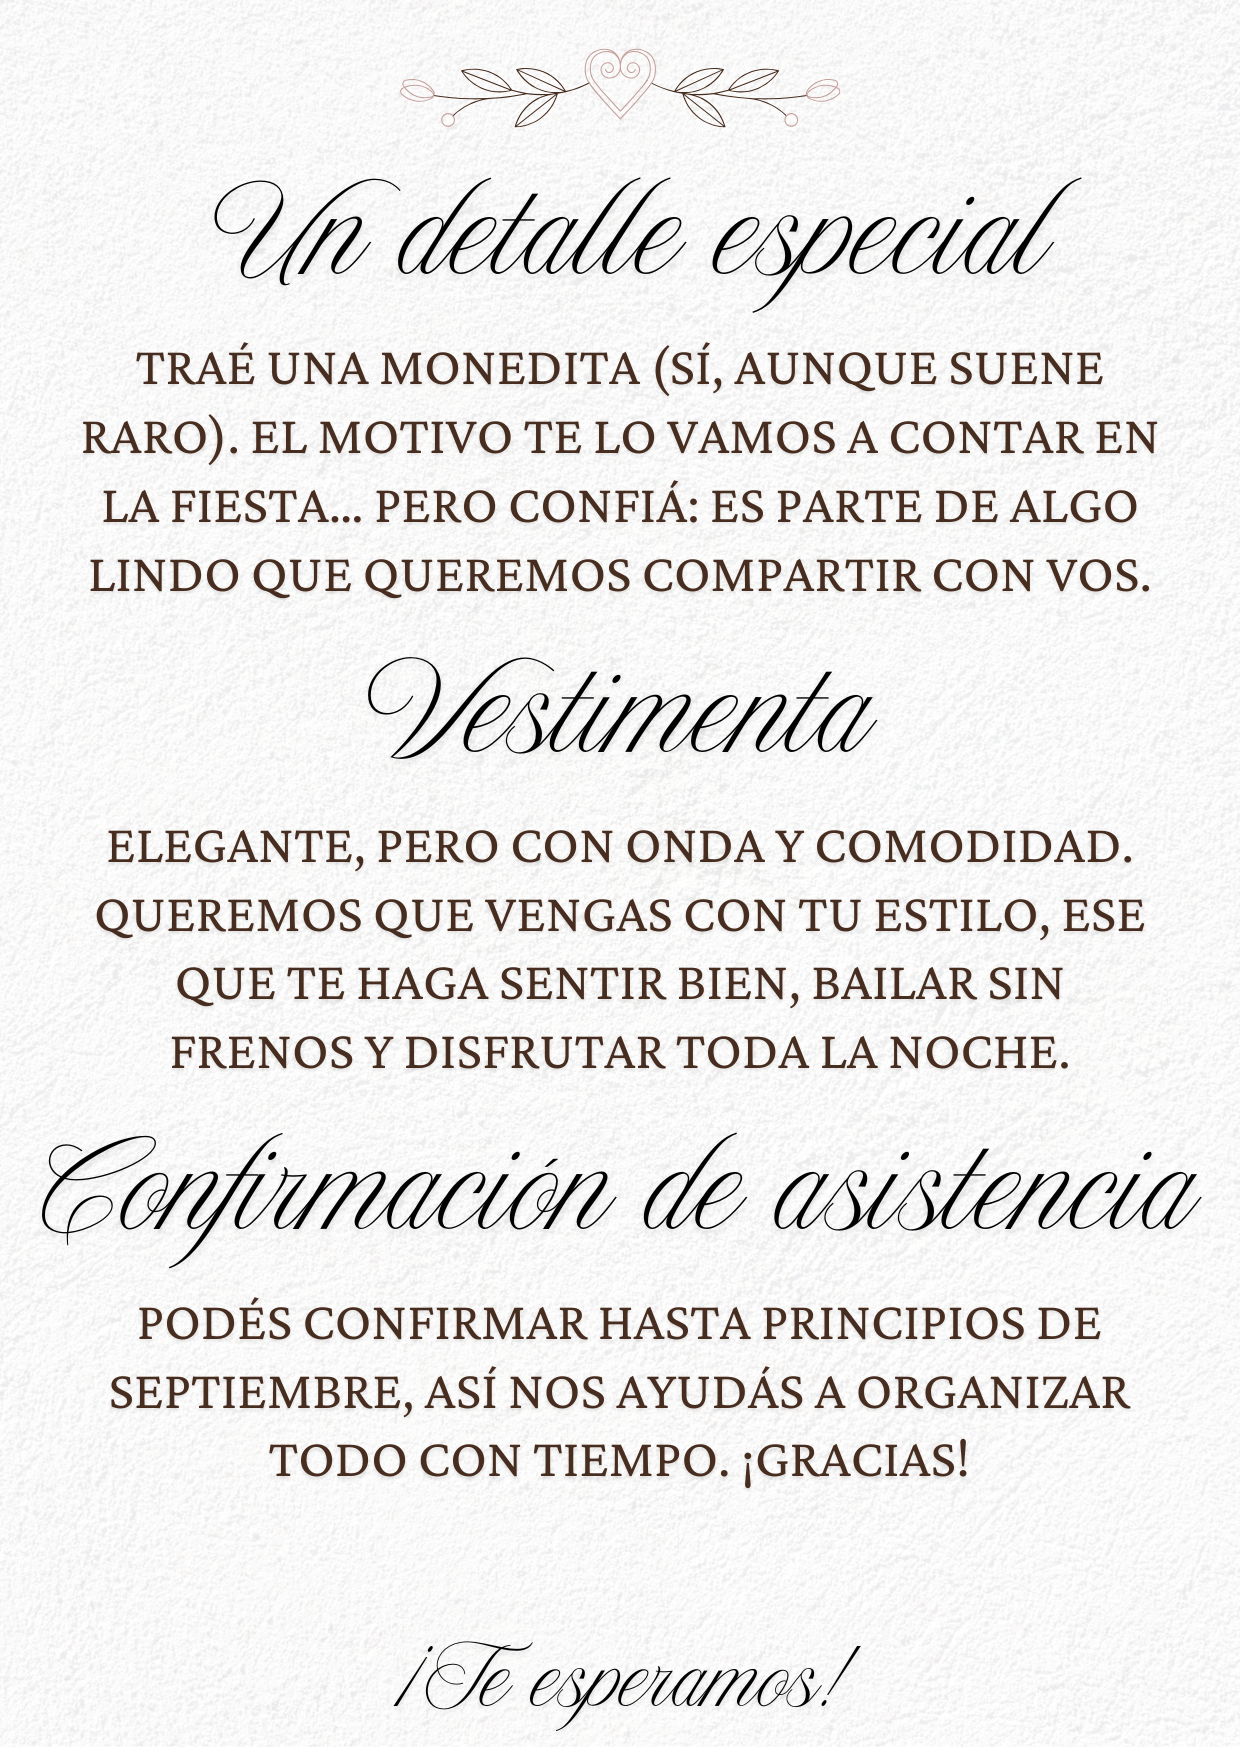 Un detalle especial
TRAÉ UNA MONEDITA (SÍ, AUNQUE SUENE
RARO). EL MOTIVO TE LO VAMOS A CONTAR EN
LA FIESTA... PERO CONFIÁ: ES PARTE DE ALGO
LINDO QUE QUEREMOS COMPARTIR CON VOS.
Vestimenta
ELEGANTE, PERO CON ONDA Y COMODIDAD.
QUEREMOS QUE VENGAS CON TU ESTILO, ESE
QUE TE HAGA SENTIR BIEN, BAILAR SIN
FRENOS Y DISFRUTAR TODA LA NOCHE.
Confirmación de asistencia
PODÉS CONFIRMAR HASTA PRINCIPIOS DE
SEPTIEMBRE, ASÍ NOS AYUDÁS A ORGANIZAR
TODO CON TIEMPO. ¡GRACIAS!
¡Te esperamos!